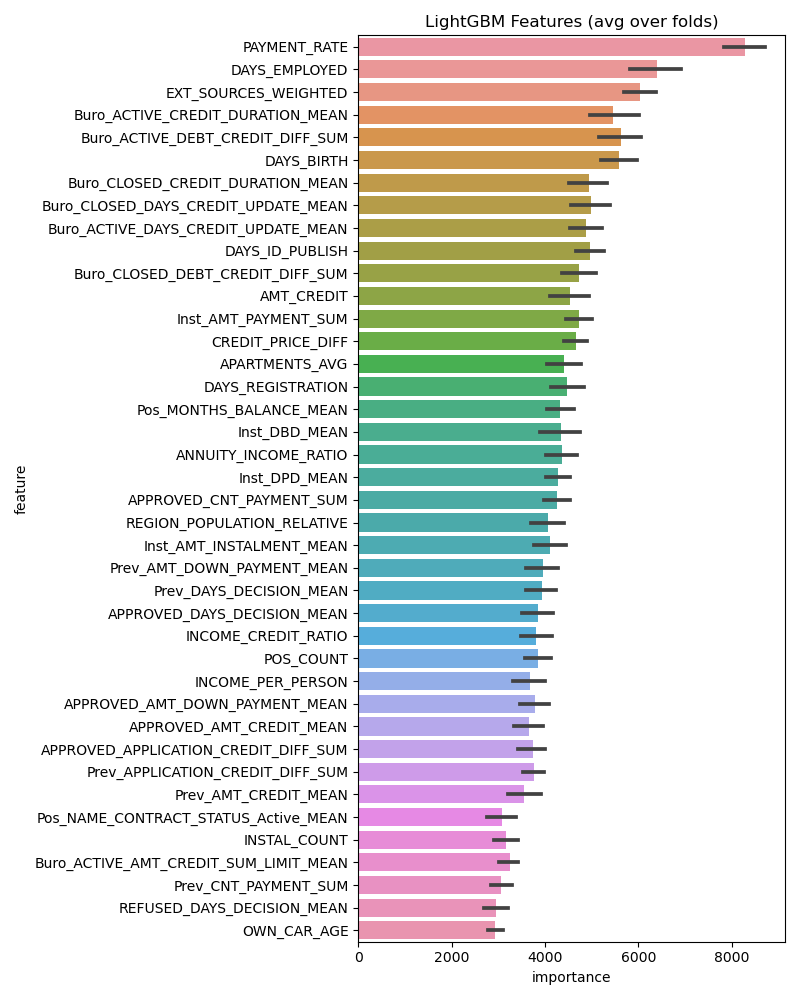 LightGBM Features (avg over folds)
PAYMENT_RATE
DAYS_EMPLOYED
EXT_SOURCES_WEIGHTED
Buro_ACTIVE_CREDIT_DURATION_MEAN
Buro_ACTIVE_DEBT_CREDIT_DIFF_SUM
DAYS_BIRTH
Buro_CLOSED_CREDIT_DURATION_MEAN
Buro_CLOSED_DAYS_CREDIT_UPDATE_MEAN
Buro_ACTIVE_DAYS_CREDIT_UPDATE_MEAN
DAYS_ID_PUBLISH
Buro_CLOSED_DEBT_CREDIT_DIFF_SUM
AMT_CREDIT
Inst_AMT_PAYMENT_SUM
CREDIT_PRICE_DIFF
APARTMENTS_AVG
DAYS_REGISTRATION
Pos_MONTHS_BALANCE_MEAN
Inst_DBD_MEAN
ANNUITY_INCOME_RATIO
Inst_DPD_MEAN
APPROVED_CNT_PAYMENT_SUM
REGION_POPULATION_RELATIVE
Inst_AMT_INSTALMENT_MEAN
Prev_AMT_DOWN_PAYMENT_MEAN
Prev_DAYS_DECISION_MEAN
APPROVED_DAYS_DECISION_MEAN
INCOME_CREDIT_RATIO
POS_COUNT
INCOME_PER_PERSON
APPROVED_AMT_DOWN_PAYMENT_MEAN
APPROVED_AMT_CREDIT_MEAN
APPROVED_APPLICATION_CREDIT_DIFF_SUM
Prev_APPLICATION_CREDIT_DIFF_SUM
Prev_AMT_CREDIT_MEAN
Pos_NAME_CONTRACT_STATUS_Active_MEAN
INSTAL_COUNT
Buro_ACTIVE_AMT_CREDIT_SUM_LIMIT_MEAN
Prev_CNT_PAYMENT_SUM
REFUSED_DAYS_DECISION_MEAN
OWN_CAR_AGE
feature
0 2000 4000 6000 8000
importance